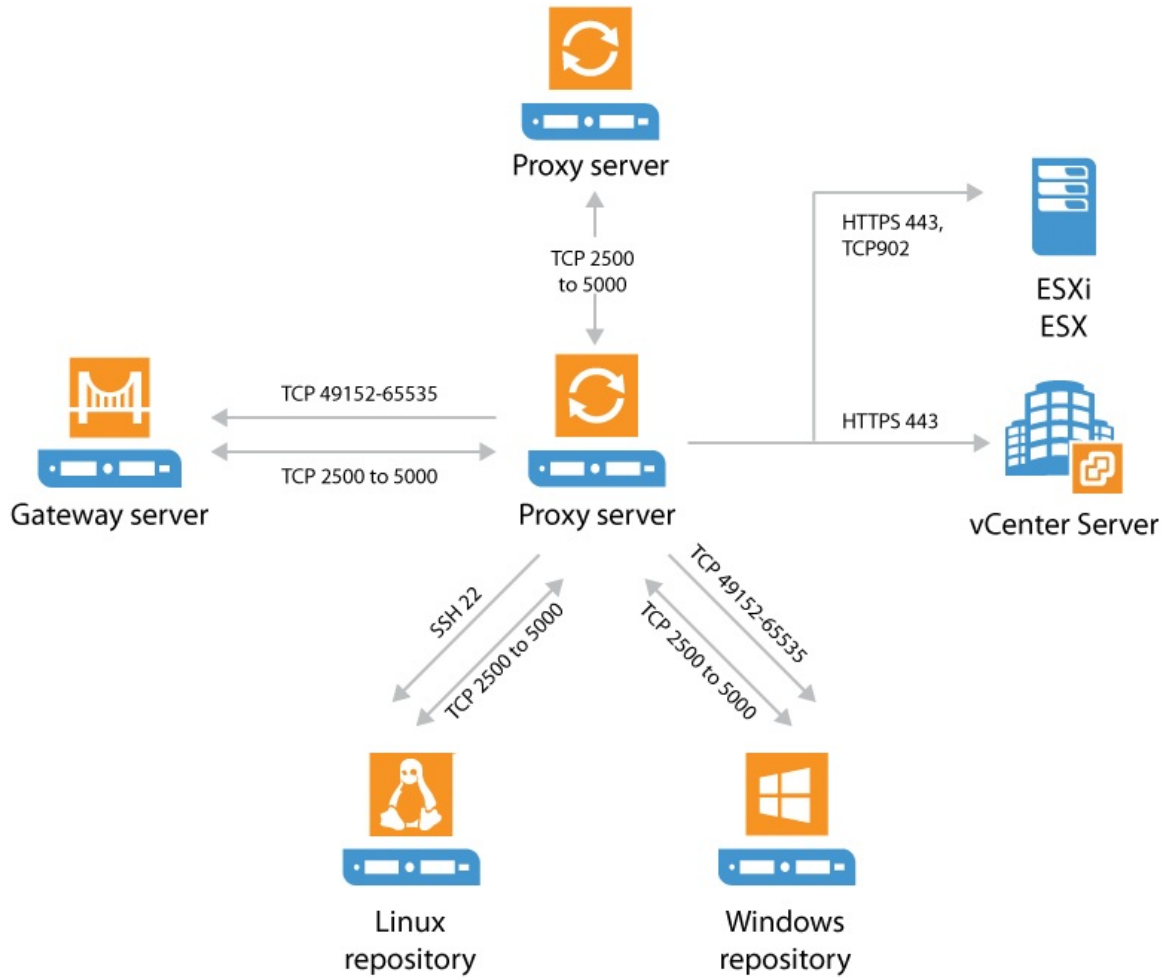 Proxy server
HTTPS 443,
TCP902
TCP 2500
to 5000
ESXi
ESX
TCP 49152-65535
HTTPS 443
TCP 2500 to 5000
Gateway server
Proxy server
vCenter Server
SSH 22
TCP 2500 to 5000
TCP 2500 to 5000
TCP 49152-65535
Linux
repository
Windows
repository